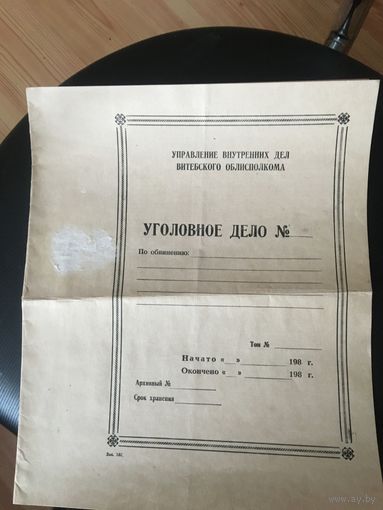 УПРАВЛЕНИЕ ВНУТРЕННИХ ДЕЛ
ВИТЕБСКОГО ОБЛИСПОЛКОМА
УГОЛОВНОЕ ДЕЛО №
По обвинению:
Том №
Начато «  » 198 г.
Окончено «  » 198 г.
Архивный №
Срок хранения
www.ay.by